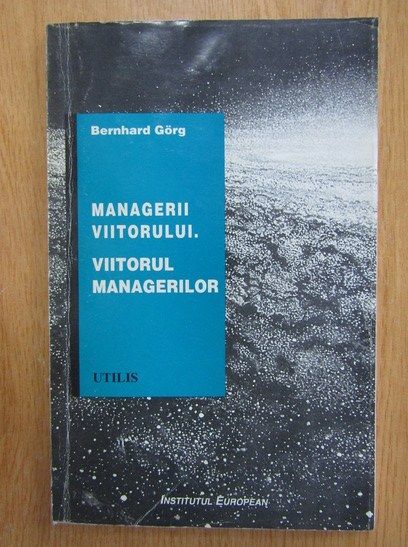 Bernhard Görg
MANAGERII
VIITORULUI.
VIITORUL
MANAGERILOR
UTILIS
INSTITUTUL EUROPEAN